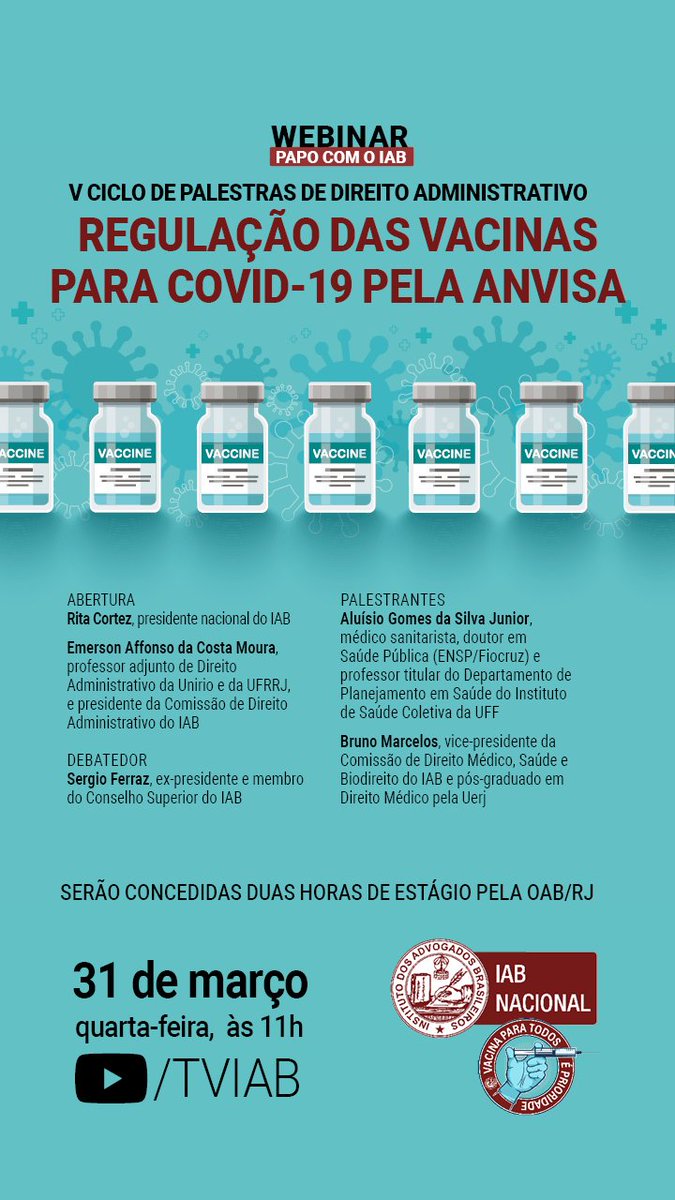 WEBINAR
PAPO COM O IAB
V CICLO DE PALESTRAS DE DIREITO ADMINISTRATIVO
REGULAÇÃO DAS VACINAS
PARA COVID-19 PELA ANVISA
VACCINE
VACCINE
VACCINE
VACCINE
VACCINE
VACCINE
VACCINE
ABERTURA
Rita Cortez, presidente nacional do IAB
Emerson Affonso da Costa Moura,
professor adjunto de Direito
Administrativo da Unirio e da UFRRJ,
e presidente da Comissão de Direito
Administrativo do IAB
DEBATEDOR
Sergio Ferraz, ex-presidente e membro
do Conselho Superior do IAB
PALESTRANTES
Aluísio Gomes da Silva Junior,
médico sanitarista, doutor em
Saúde Pública (ENSP/Fiocruz) e
professor titular do Departamento de
Planejamento em Saúde do Instituto
de Saúde Coletiva da UFF
Bruno Marcelos, vice-presidente da
Comissão de Direito Médico, Saúde e
Biodireito do IAB e pós-graduado em
Direito Médico pela Uerj
SERÃO CONCEDIDAS DUAS HORAS DE ESTÁGIO PELA OAB/RJ
31 de março
quarta-feira, às 11h
/TVIAB
INSTITUTO DOS ADVOGADOS BRASILEIROS
IAB
NACIONAL
VACINA PARA TODOS
É PRIORIDADE